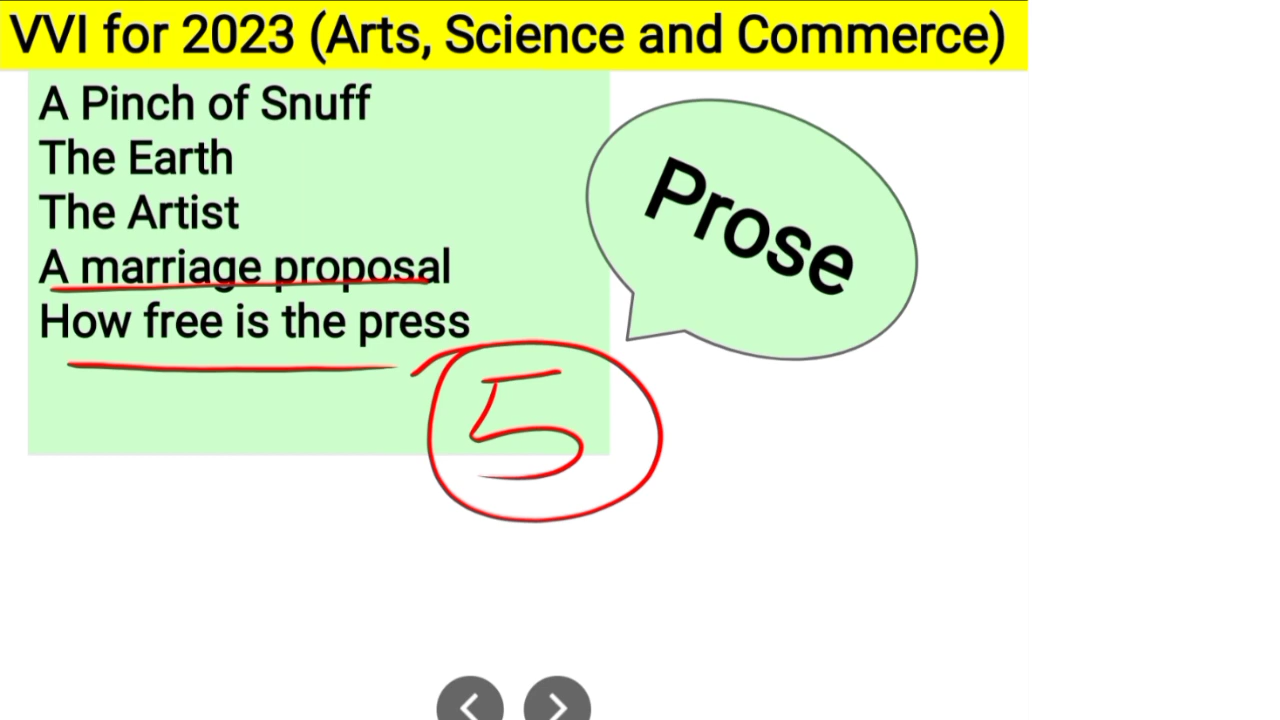 VVI for 2023 (Arts, Science and Commerce)
A Pinch of Snuff
The Earth
The Artist
A marriage proposal
How free is the press
Prose
5